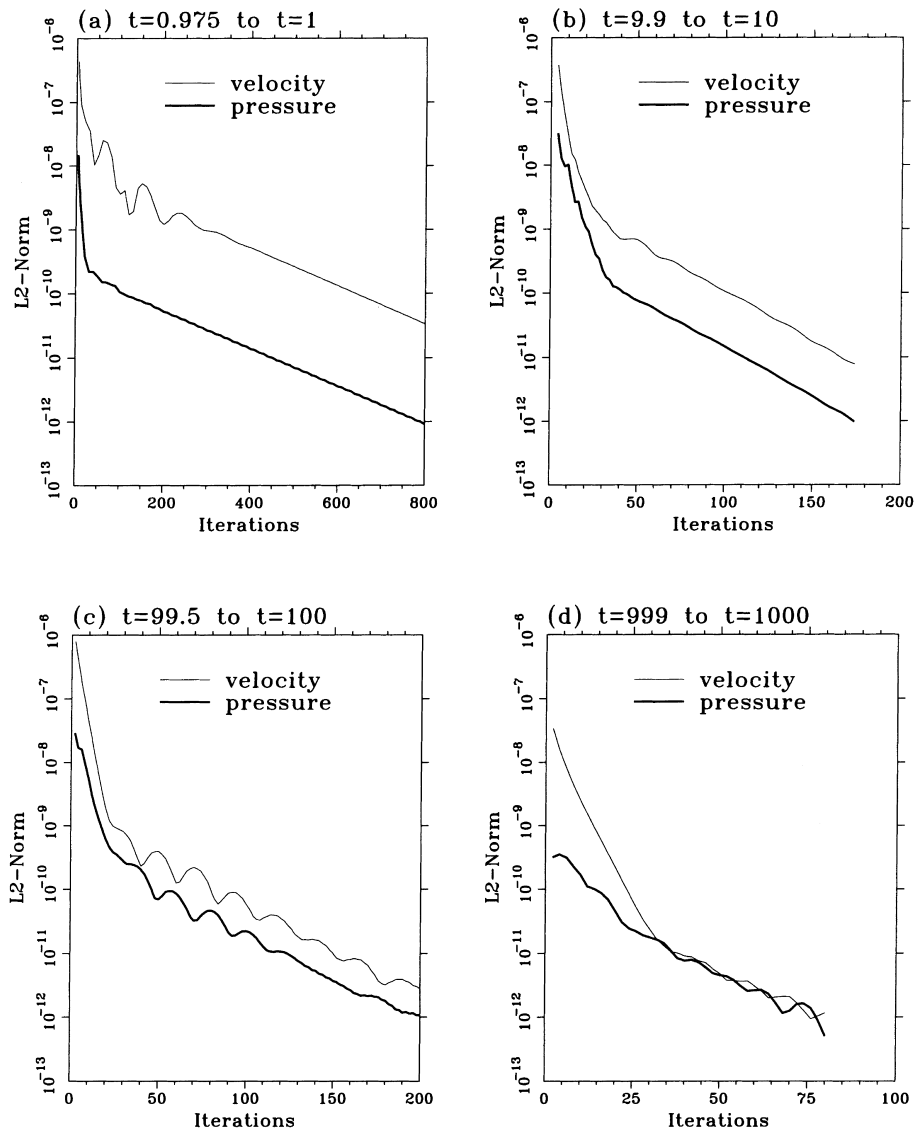 (a) t=0.975 to t=1
10⁻⁶
10⁻⁷
10⁻⁸
10⁻⁹
10⁻¹⁰
10⁻¹¹
10⁻¹²
10⁻¹³
L2-Norm
velocity
pressure
0 200 400 600 800
Iterations
(b) t=9.9 to t=10
10⁻⁶
10⁻⁷
10⁻⁸
10⁻⁹
10⁻¹⁰
10⁻¹¹
10⁻¹²
10⁻¹³
L2-Norm
velocity
pressure
0 50 100 150 200
Iterations
(c) t=99.5 to t=100
10⁻⁶
10⁻⁷
10⁻⁸
10⁻⁹
10⁻¹⁰
10⁻¹¹
10⁻¹²
10⁻¹³
L2-Norm
velocity
pressure
0 50 100 150 200
Iterations
(d) t=999 to t=1000
10⁻⁶
10⁻⁷
10⁻⁸
10⁻⁹
10⁻¹⁰
10⁻¹¹
10⁻¹²
10⁻¹³
L2-Norm
velocity
pressure
0 25 50 75 100
Iterations